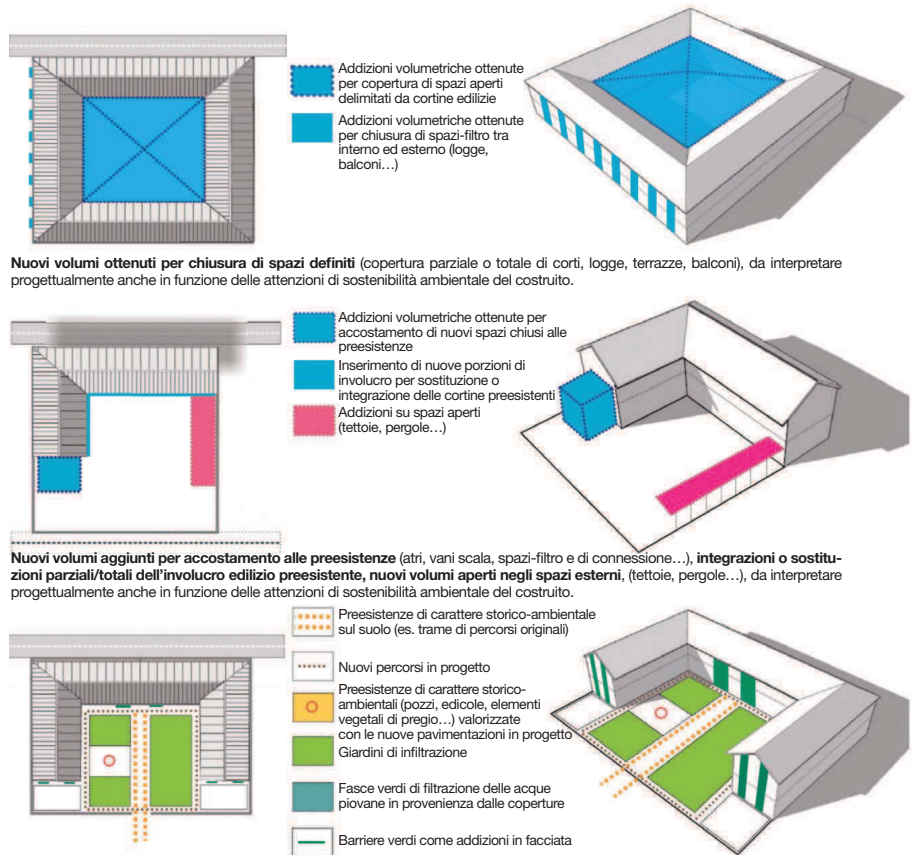 Addizioni volumetriche ottenute
per copertura di spazi aperti
delimitati da cortine edilizie
Addizioni volumetriche ottenute
per chiusura di spazi-filtro tra
interno ed esterno (logge,
balconi…)
Nuovi volumi ottenuti per chiusura di spazi definiti (copertura parziale o totale di corti, logge, terrazze, balconi), da interpretare
progettualmente anche in funzione delle attenzioni di sostenibilità ambientale del costruito.
Addizioni volumetriche ottenute per
accostamento di nuovi spazi chiusi alle
preesistenze
Inserimento di nuove porzioni di
involucro per sostituzione o
integrazione delle cortine preesistenti
Addizioni su spazi aperti
(tettoie, pergole…)
Nuovi volumi aggiunti per accostamento alle preesistenze (atri, vani scala, spazi-filtro e di connessione…), integrazioni o sostitu-
zioni parziali/totali dell'involucro edilizio preesistente, nuovi volumi aperti negli spazi esterni, (tettoie, pergole…), da interpretare
progettualmente anche in funzione delle attenzioni di sostenibilità ambientale del costruito.
Preesistenze di carattere storico-ambientale
sul suolo (es. trame di percorsi originali)
Nuovi percorsi in progetto
Preesistenze di carattere storico-
ambientali (pozzi, edicole, elementi
vegetali di pregio…) valorizzate
con le nuove pavimentazioni in progetto
Giardini di infiltrazione
Fasce verdi di filtrazione delle acque
piovane in provenienza dalle coperture
Barriere verdi come addizioni in facciata